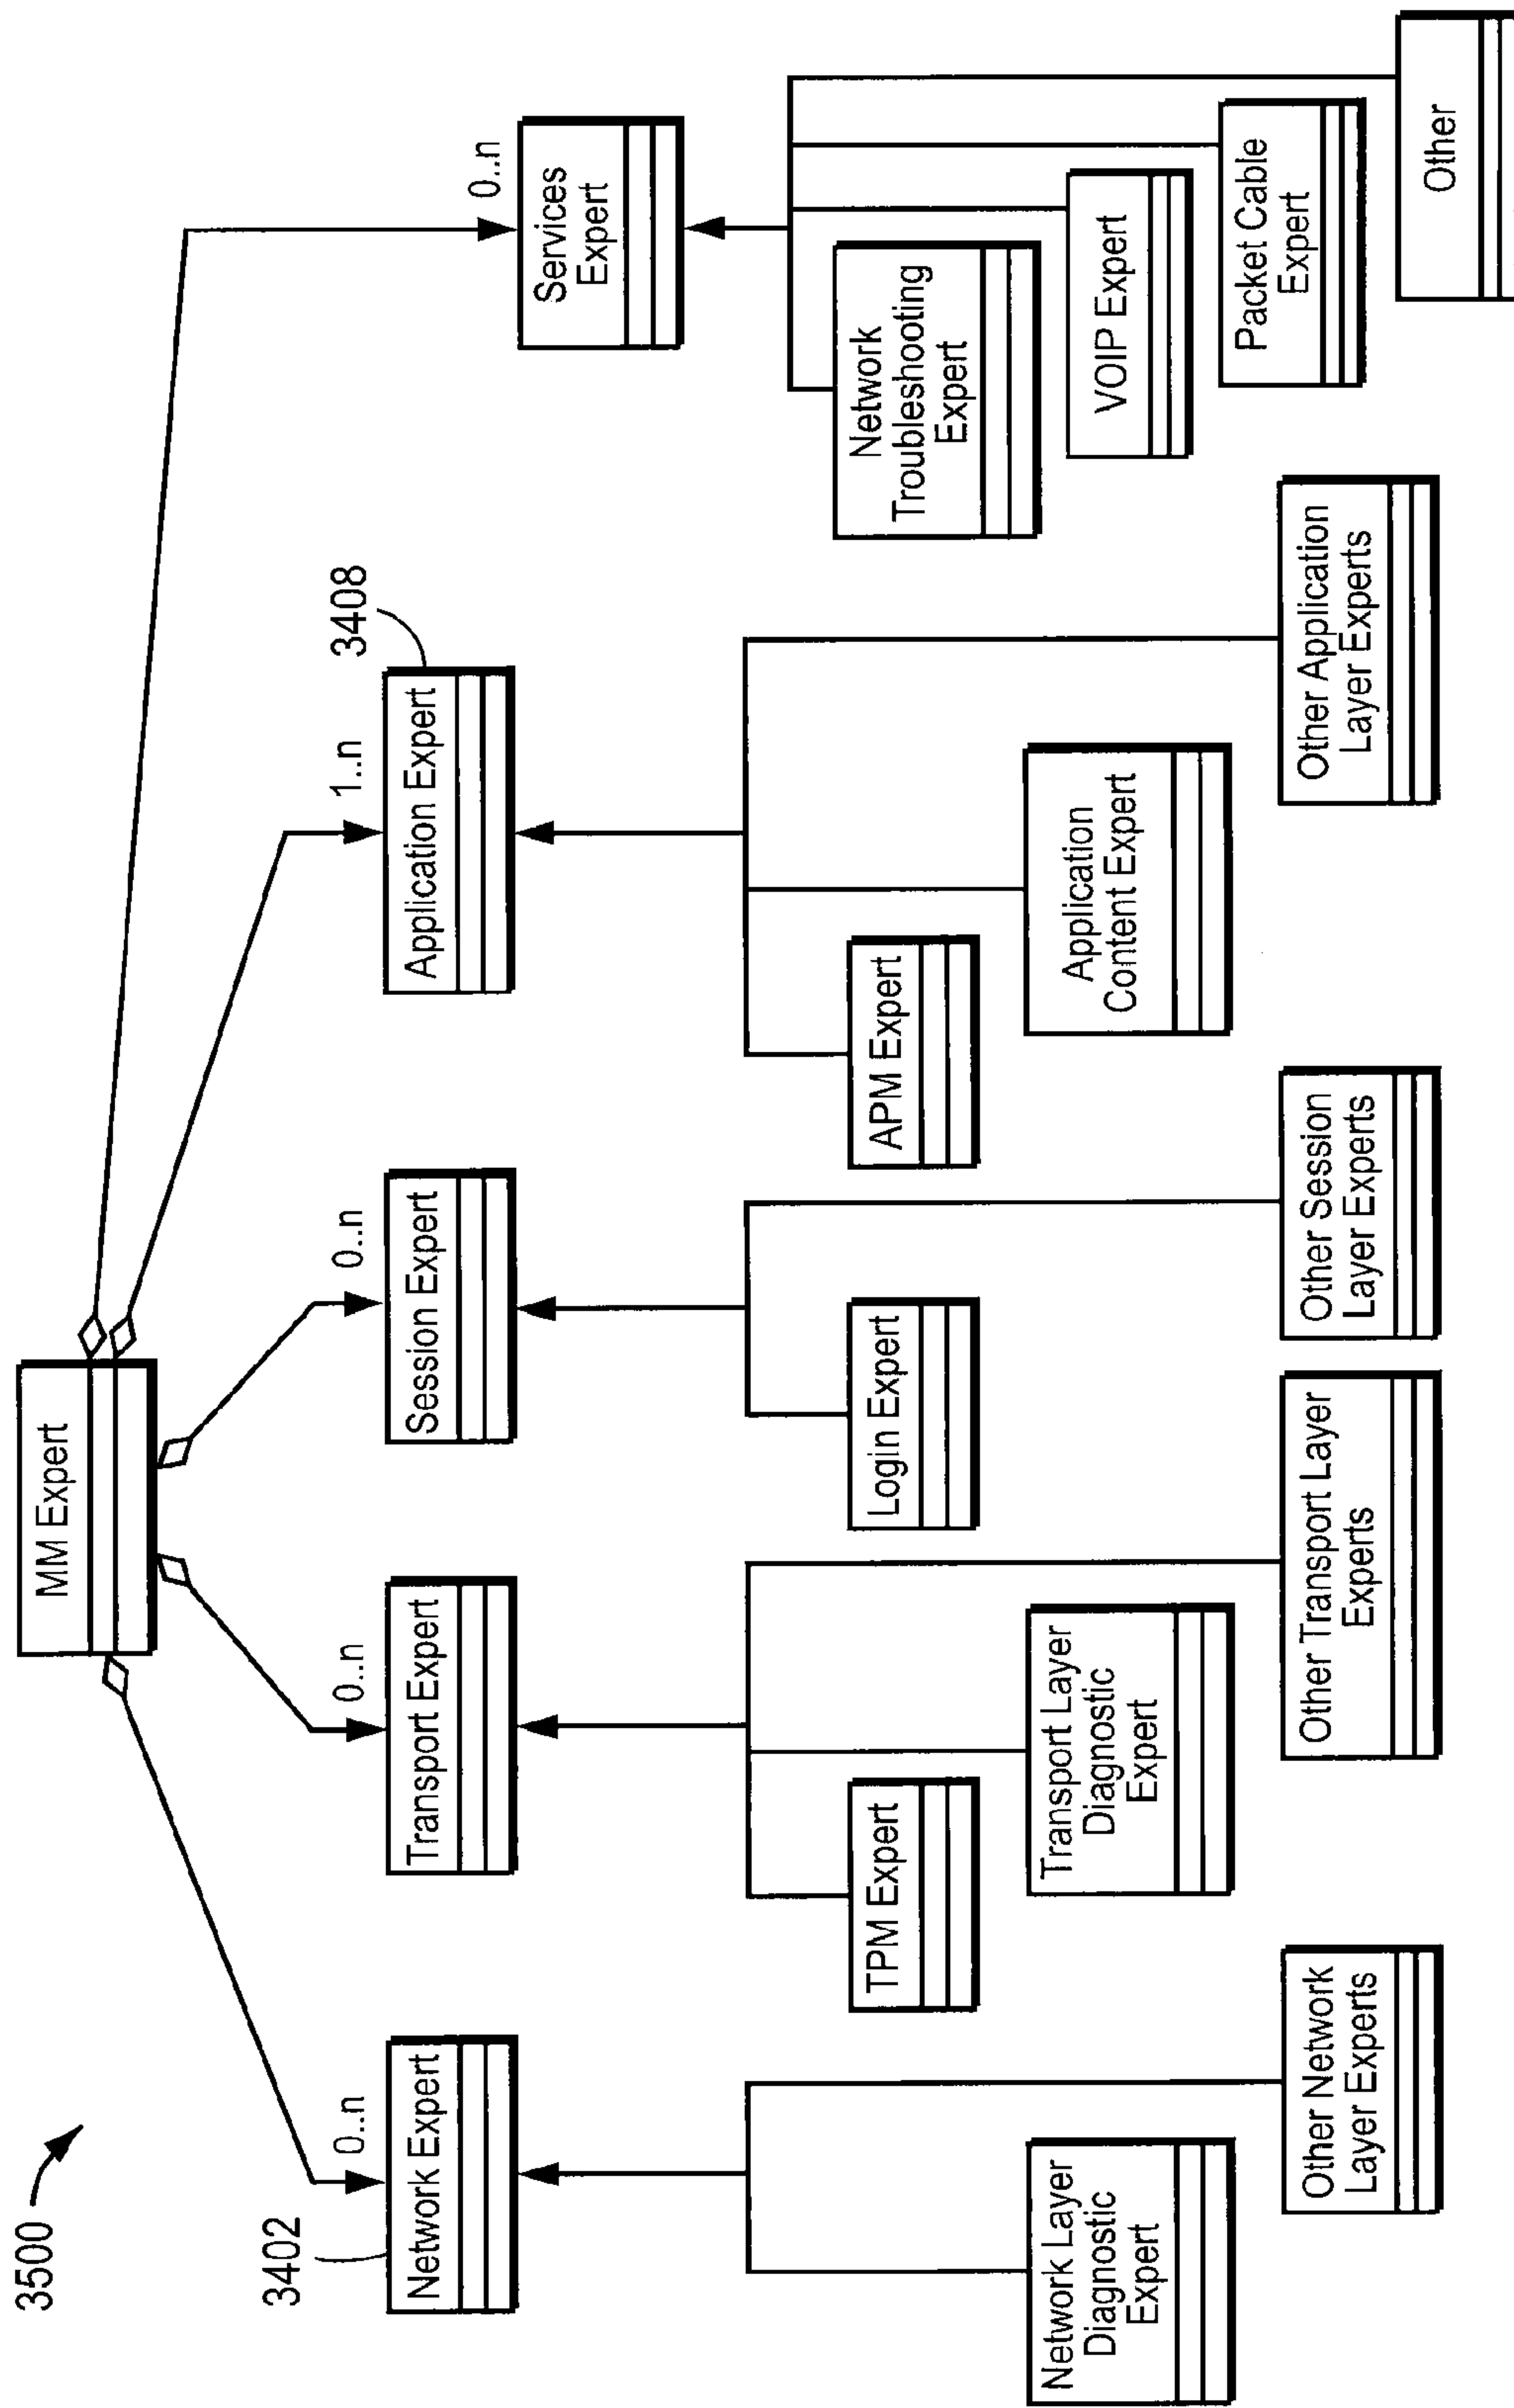 3500
MM Expert
3402
0..n
Network Expert
0..n
Transport Expert
0..n
Session Expert
1..n
3408
Application Expert
0..n
Services
Expert
Network Layer
Diagnostic
Expert
Other Network
Layer Experts
TPM Expert
Transport Layer
Diagnostic
Expert
Other Transport Layer
Experts
Login Expert
Other Session
Layer Experts
APM Expert
Application
Content Expert
Other Application
Layer Experts
Network
Troubleshooting
Expert
VOIP Expert
Packet Cable
Expert
Other